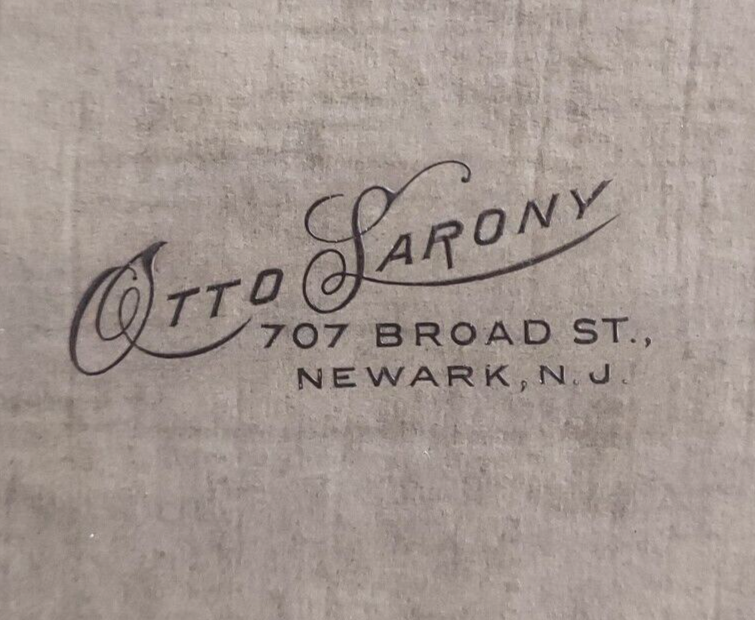 OTTO SARONY
707 BROAD ST.,
NEWARK, N.J.